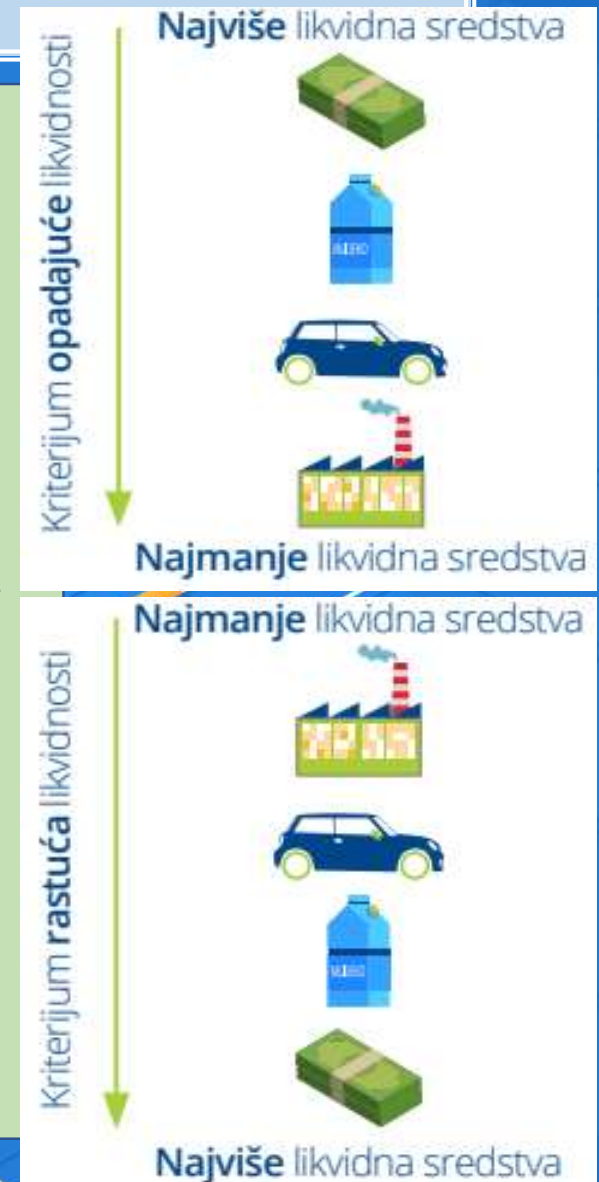 Najviše likvidna sredstva
Kriterijum opadajuće likvidnosti
Najmanje likvidna sredstva
Najmanje likvidna sredstva
Kriterijum rastuća likvidnosti
Najviše likvidna sredstva